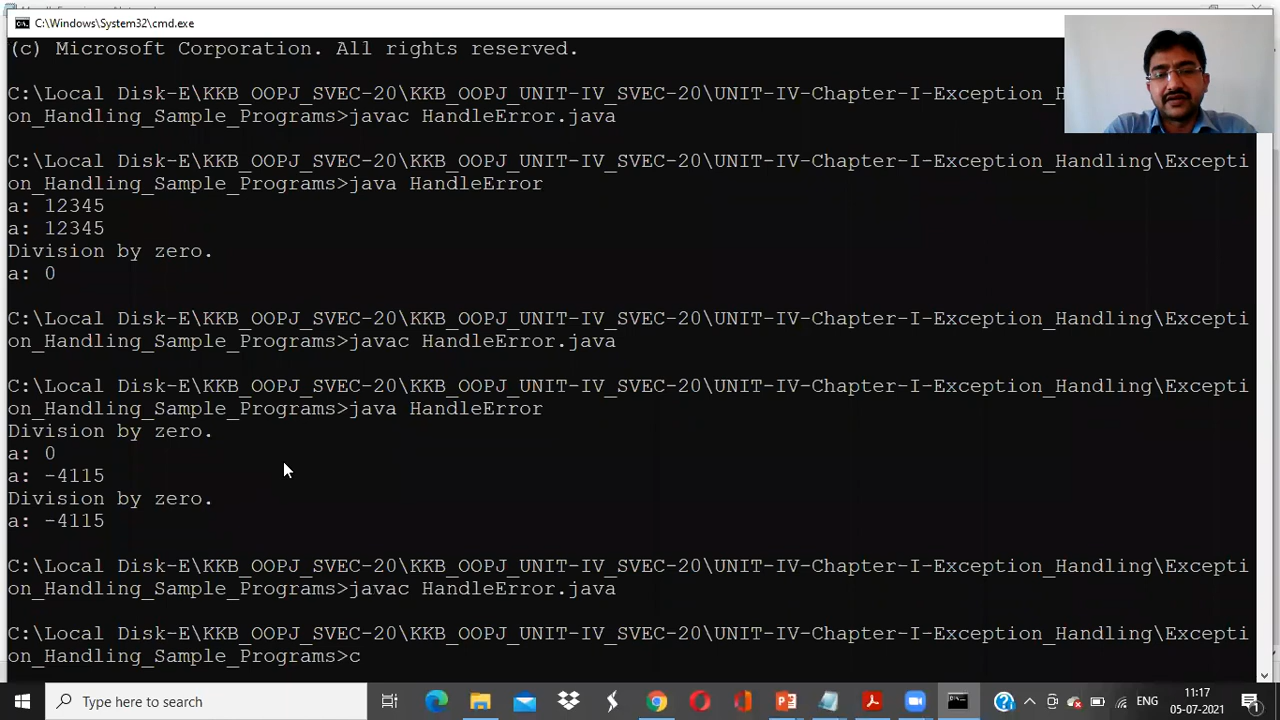 C:\Windows\System32\cmd.exe
(c) Microsoft Corporation. All rights reserved.
C:\Local Disk-E\KKB_OOPJ_SVEC-20\KKB_OOPJ_UNIT-IV_SVEC-20\UNIT-IV-Chapter-I-Exception_H
on_Handling_Sample_Programs>javac HandleError.java
C:\Local Disk-E\KKB_OOPJ_SVEC-20\KKB_OOPJ_UNIT-IV_SVEC-20\UNIT-IV-Chapter-I-Exception_Handling\Excepti
on_Handling_Sample_Programs>java HandleError
a: 12345
a: 12345
Division by zero.
a: 0
C:\Local Disk-E\KKB_OOPJ_SVEC-20\KKB_OOPJ_UNIT-IV_SVEC-20\UNIT-IV-Chapter-I-Exception_Handling\Excepti
on_Handling_Sample_Programs>javac HandleError.java
C:\Local Disk-E\KKB_OOPJ_SVEC-20\KKB_OOPJ_UNIT-IV_SVEC-20\UNIT-IV-Chapter-I-Exception_Handling\Excepti
on_Handling_Sample_Programs>java HandleError
Division by zero.
a: 0
a: -4115
Division by zero.
a: -4115
C:\Local Disk-E\KKB_OOPJ_SVEC-20\KKB_OOPJ_UNIT-IV_SVEC-20\UNIT-IV-Chapter-I-Exception_Handling\Excepti
on_Handling_Sample_Programs>javac HandleError.java
C:\Local Disk-E\KKB_OOPJ_SVEC-20\KKB_OOPJ_UNIT-IV_SVEC-20\UNIT-IV-Chapter-I-Exception_Handling\Excepti
on_Handling_Sample_Programs>c
Type here to search
ENG
11:17
05-07-2021